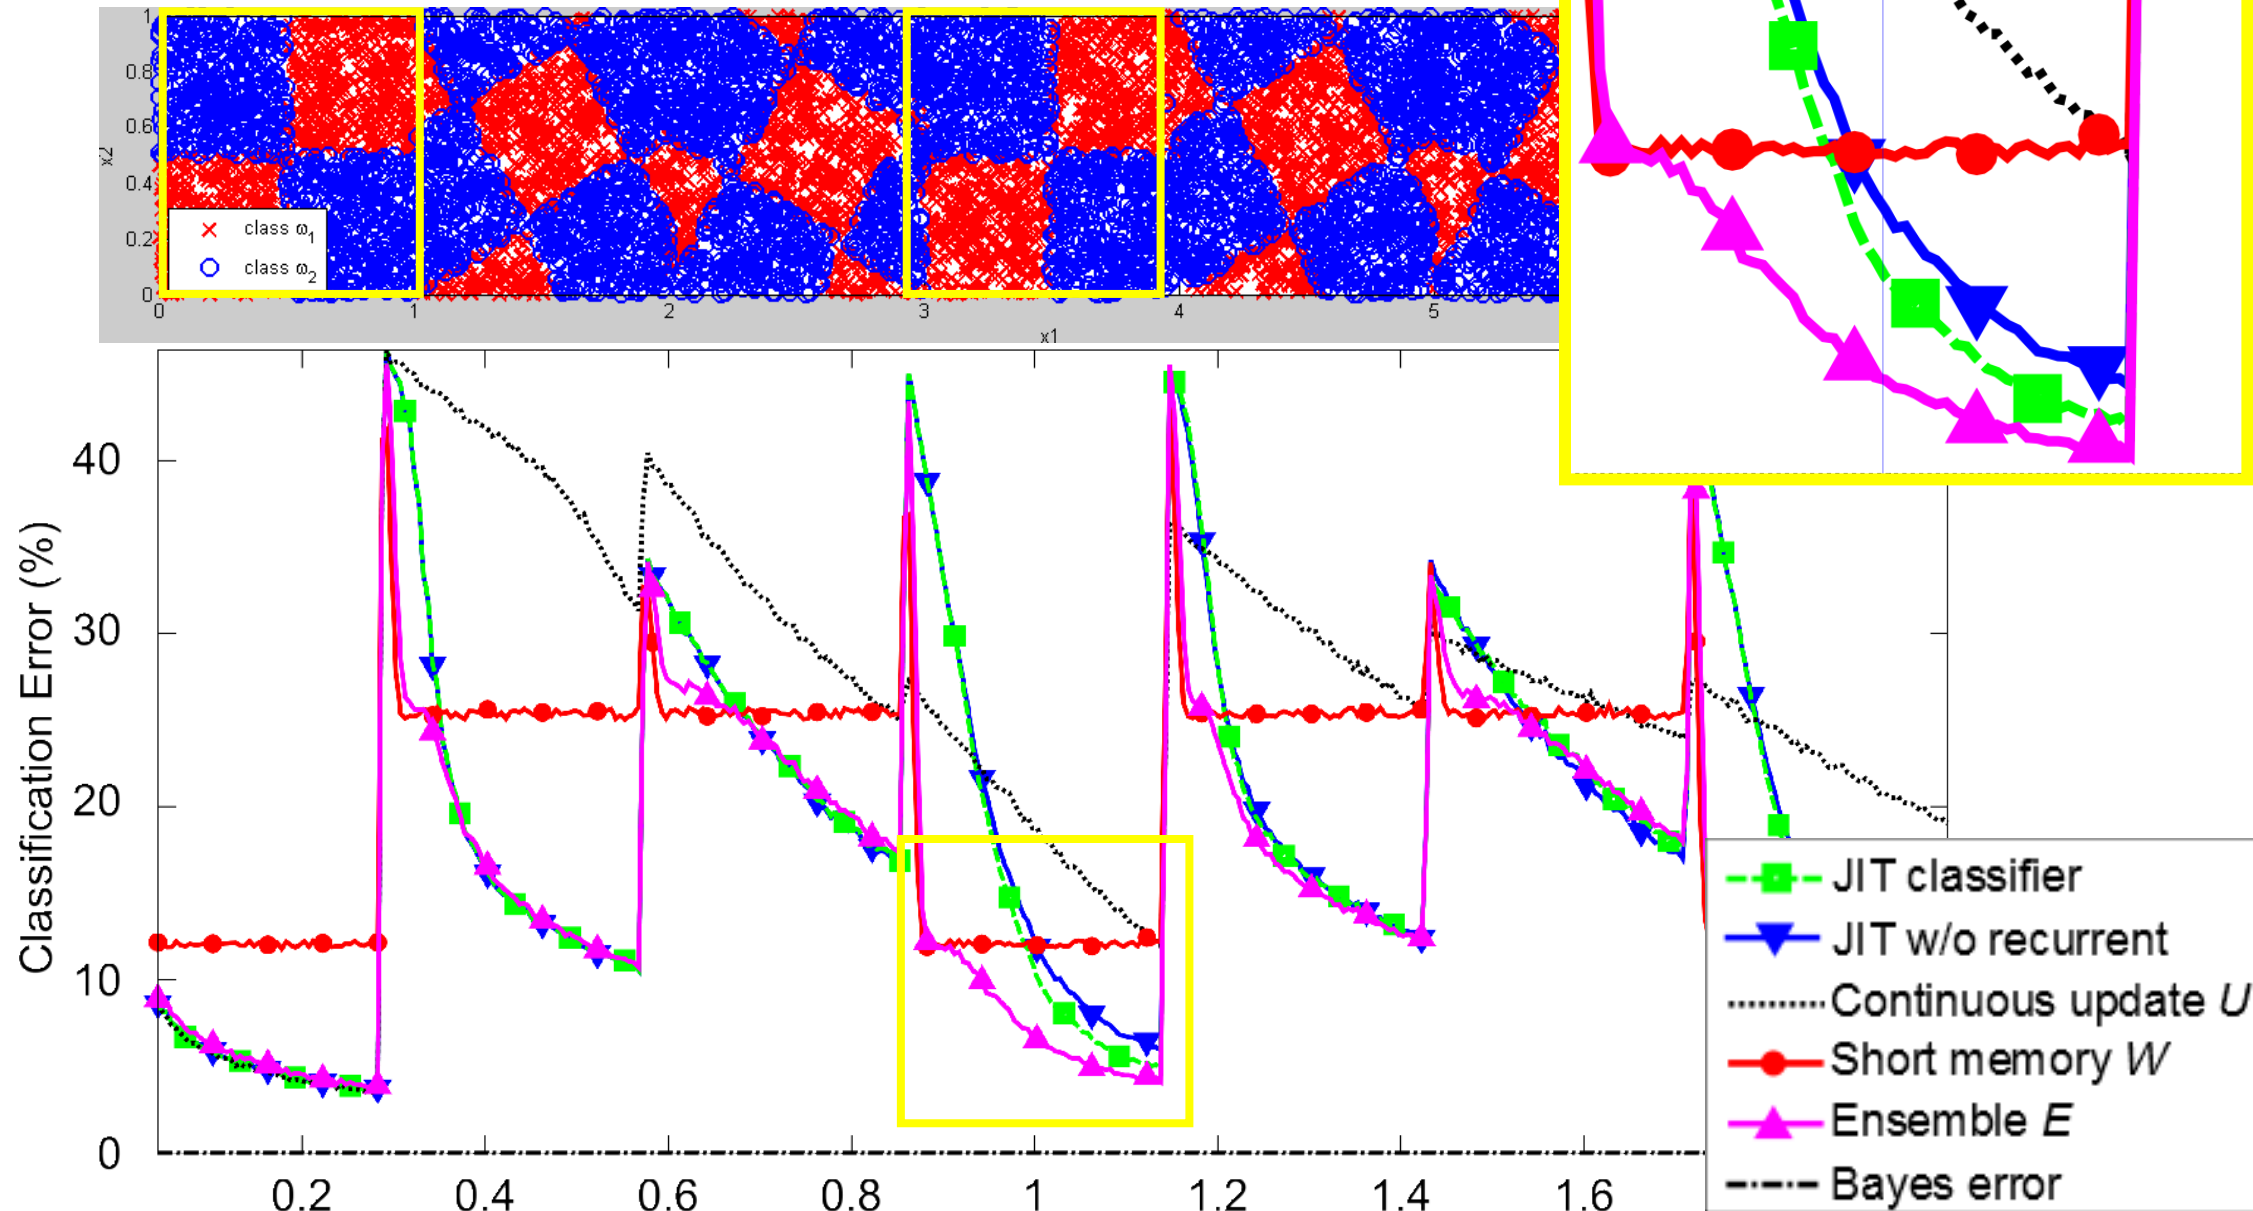 1
0.8
0.6
0.4
0.2
0
x2
class ω1
class ω2
0 1 2 3 4 5
x1
Classification Error (%)
40
30
20
10
0
0.2 0.4 0.6 0.8 1 1.2 1.4 1.6
JIT classifier
JIT w/o recurrent
Continuous update U
Short memory W
Ensemble E
Bayes error